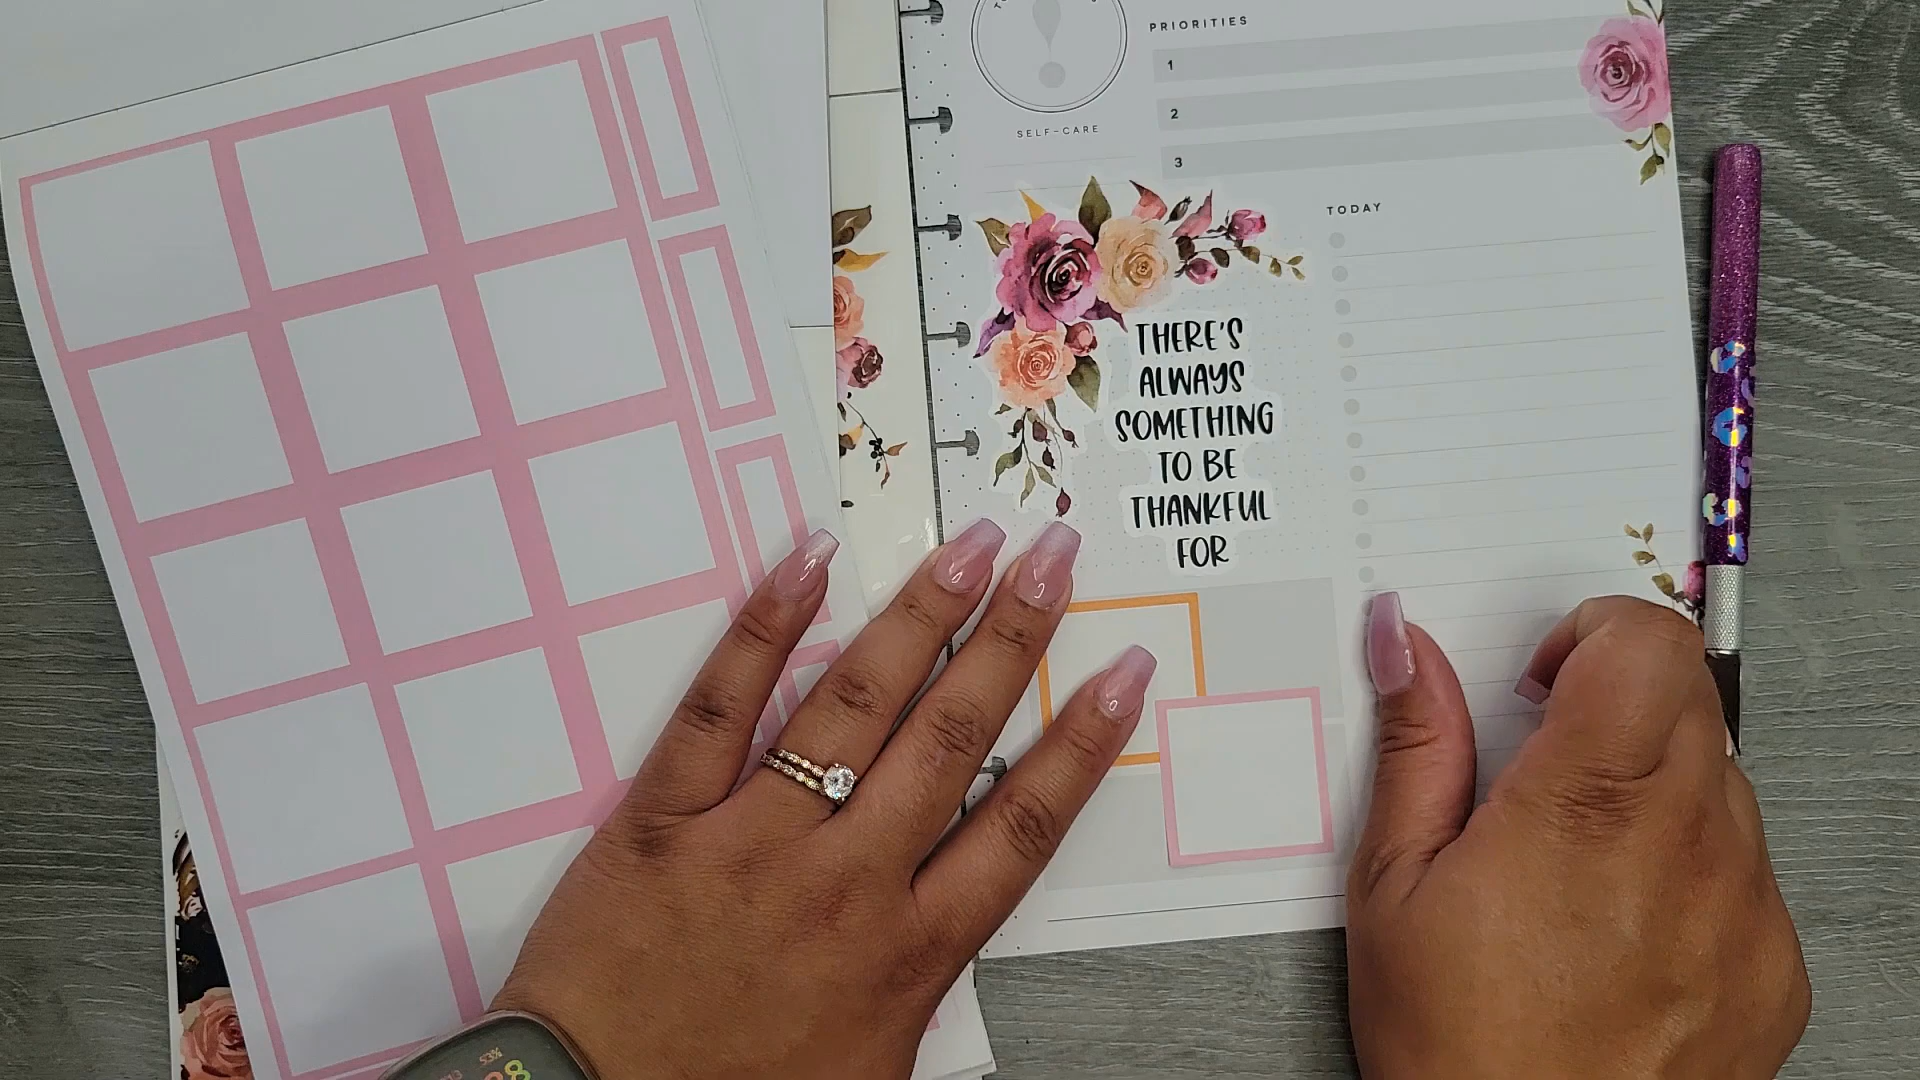 PRIORITIES
1
2
SELF-CARE
3
TODAY
THERE'S
ALWAYS
SOMETHING
TO BE
THANKFUL
FOR